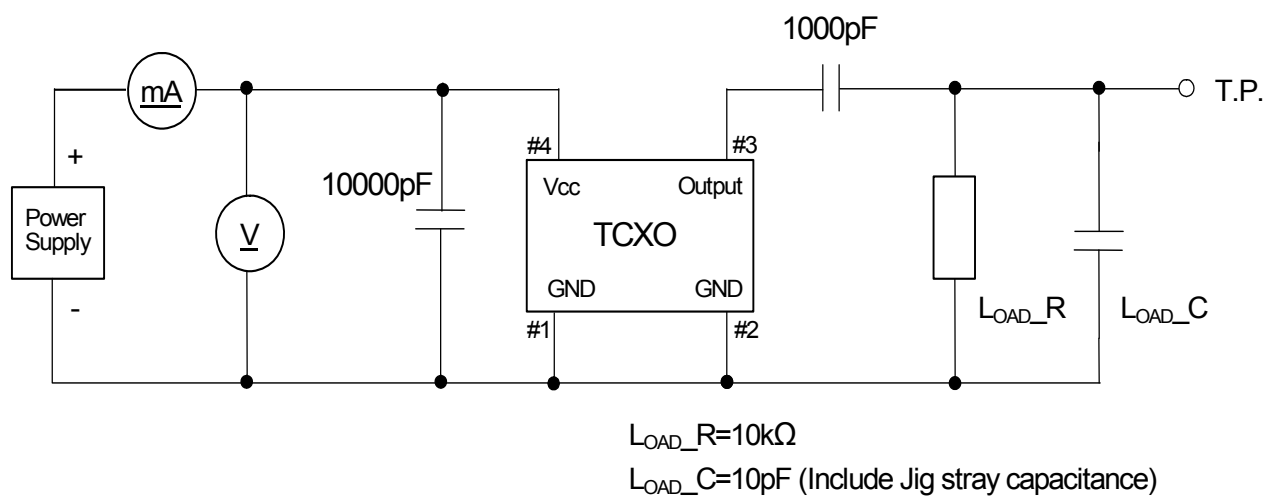 1000pF
mA
T.P.
+
#4
#3
10000pF
Vcc
Output
Power
Supply
V
TCXO
GND
GND
-
#1
#2
LOAD_R
LOAD_C
LOAD_R=10kΩ
LOAD_C=10pF (Include Jig stray capacitance)